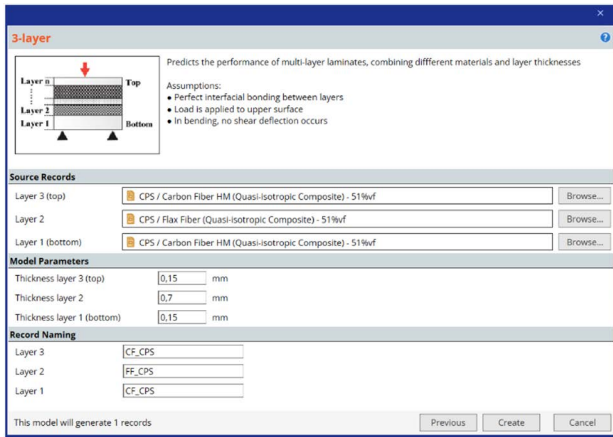 ×
3-layer
?
Layer n
Layer 2
Layer 1
Top
Bottom
Predicts the performance of multi-layer laminates, combining diffferent materials and layer thicknesses
Assumptions:
• Perfect interfacial bonding between layers
• Load is applied to upper surface
• In bending, no shear deflection occurs
Source Records
Layer 3 (top) CPS / Carbon Fiber HM (Quasi-isotropic Composite) - 51%vf Browse...
Layer 2 CPS / Flax Fiber (Quasi-isotropic Composite) - 51%vf Browse...
Layer 1 (bottom) CPS / Carbon Fiber HM (Quasi-isotropic Composite) - 51%vf Browse...
Model Parameters
Thickness layer 3 (top) 0,15 mm
Thickness layer 2 0,7 mm
Thickness layer 1 (bottom) 0,15 mm
Record Naming
Layer 3 CF_CPS
Layer 2 FF_CPS
Layer 1 CF_CPS
This model will generate 1 records Previous Create Cancel